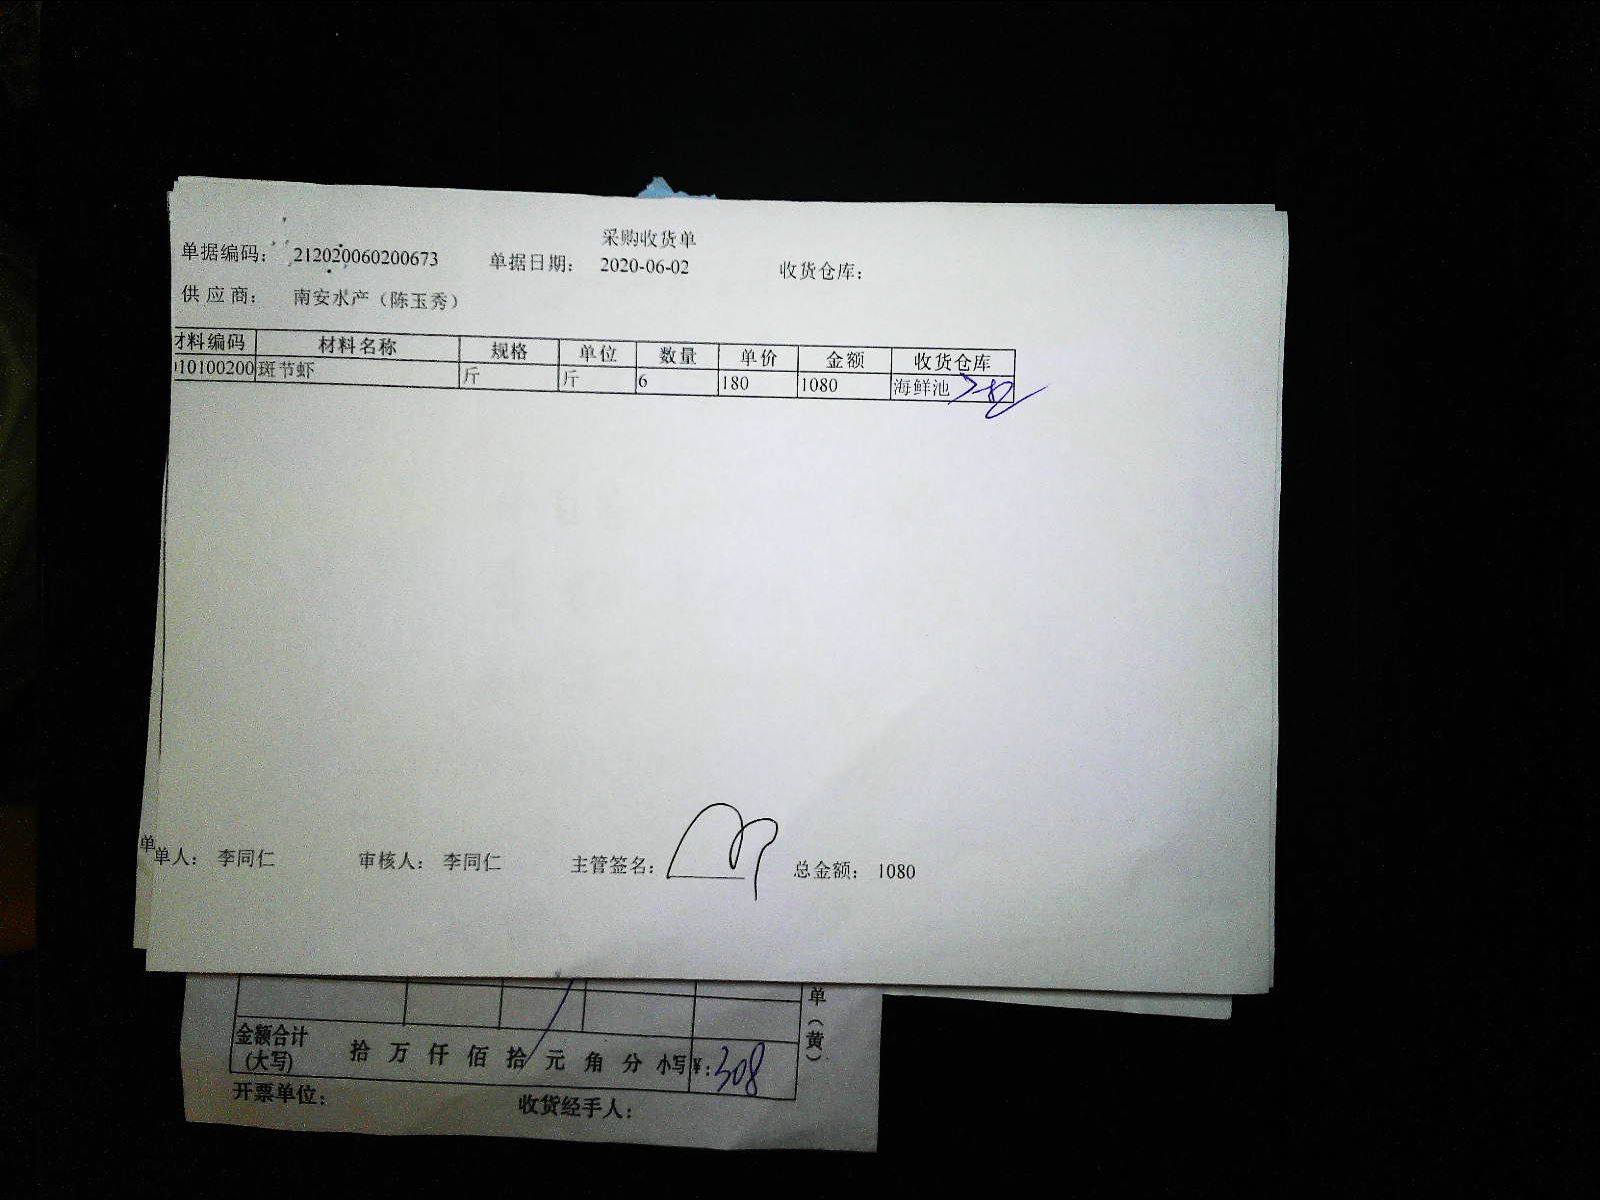 采购收货单
单据编码： 212020060200673 单据日期： 2020-06-02 收货仓库：
供应商： 南安水产（陈玉秀）
材料编码 材料名称 规格 单位 数量 单价 金额 收货仓库
10100200 斑节虾 斤 斤 6 180 1080 海鲜池
单
单人： 李同仁 审核人： 李同仁 主管签名： 总金额： 1080
单（黄）
金额合计（大写） 拾 万 仟 佰 拾 元 角 分 小写¥:308
开票单位： 收货经手人：